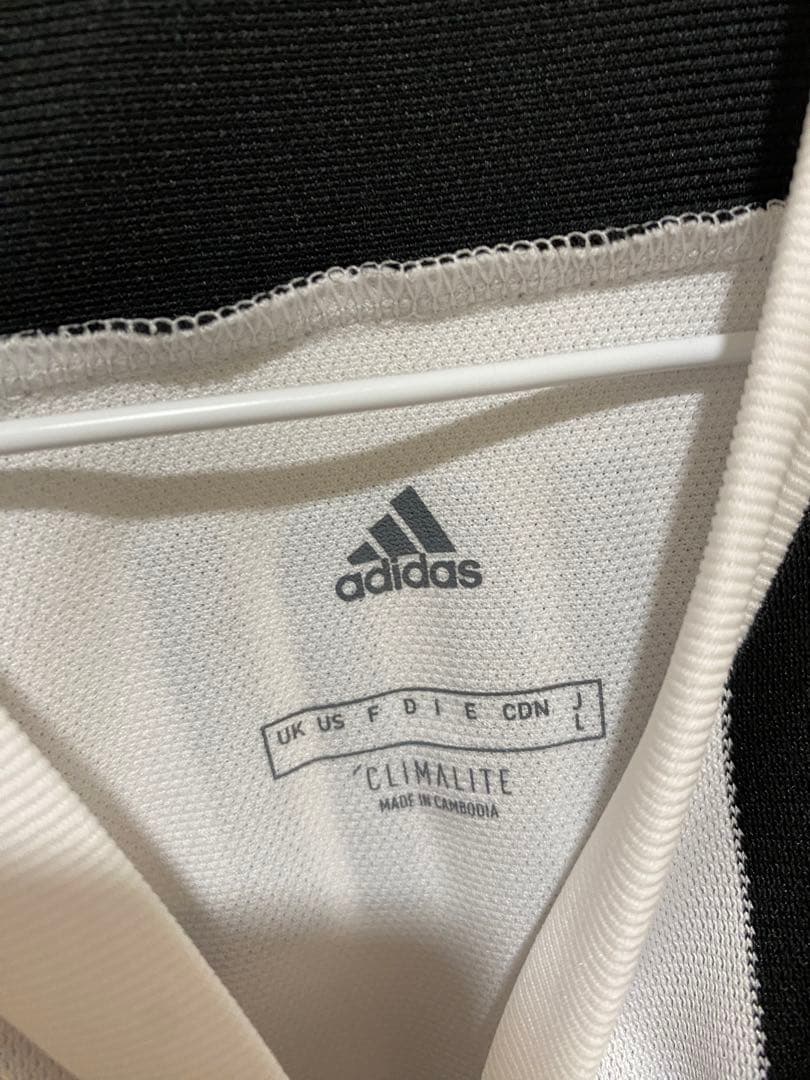 adidas
UK US F D I E CDN J
L
CLIMALITE
MADE IN CAMBODIA